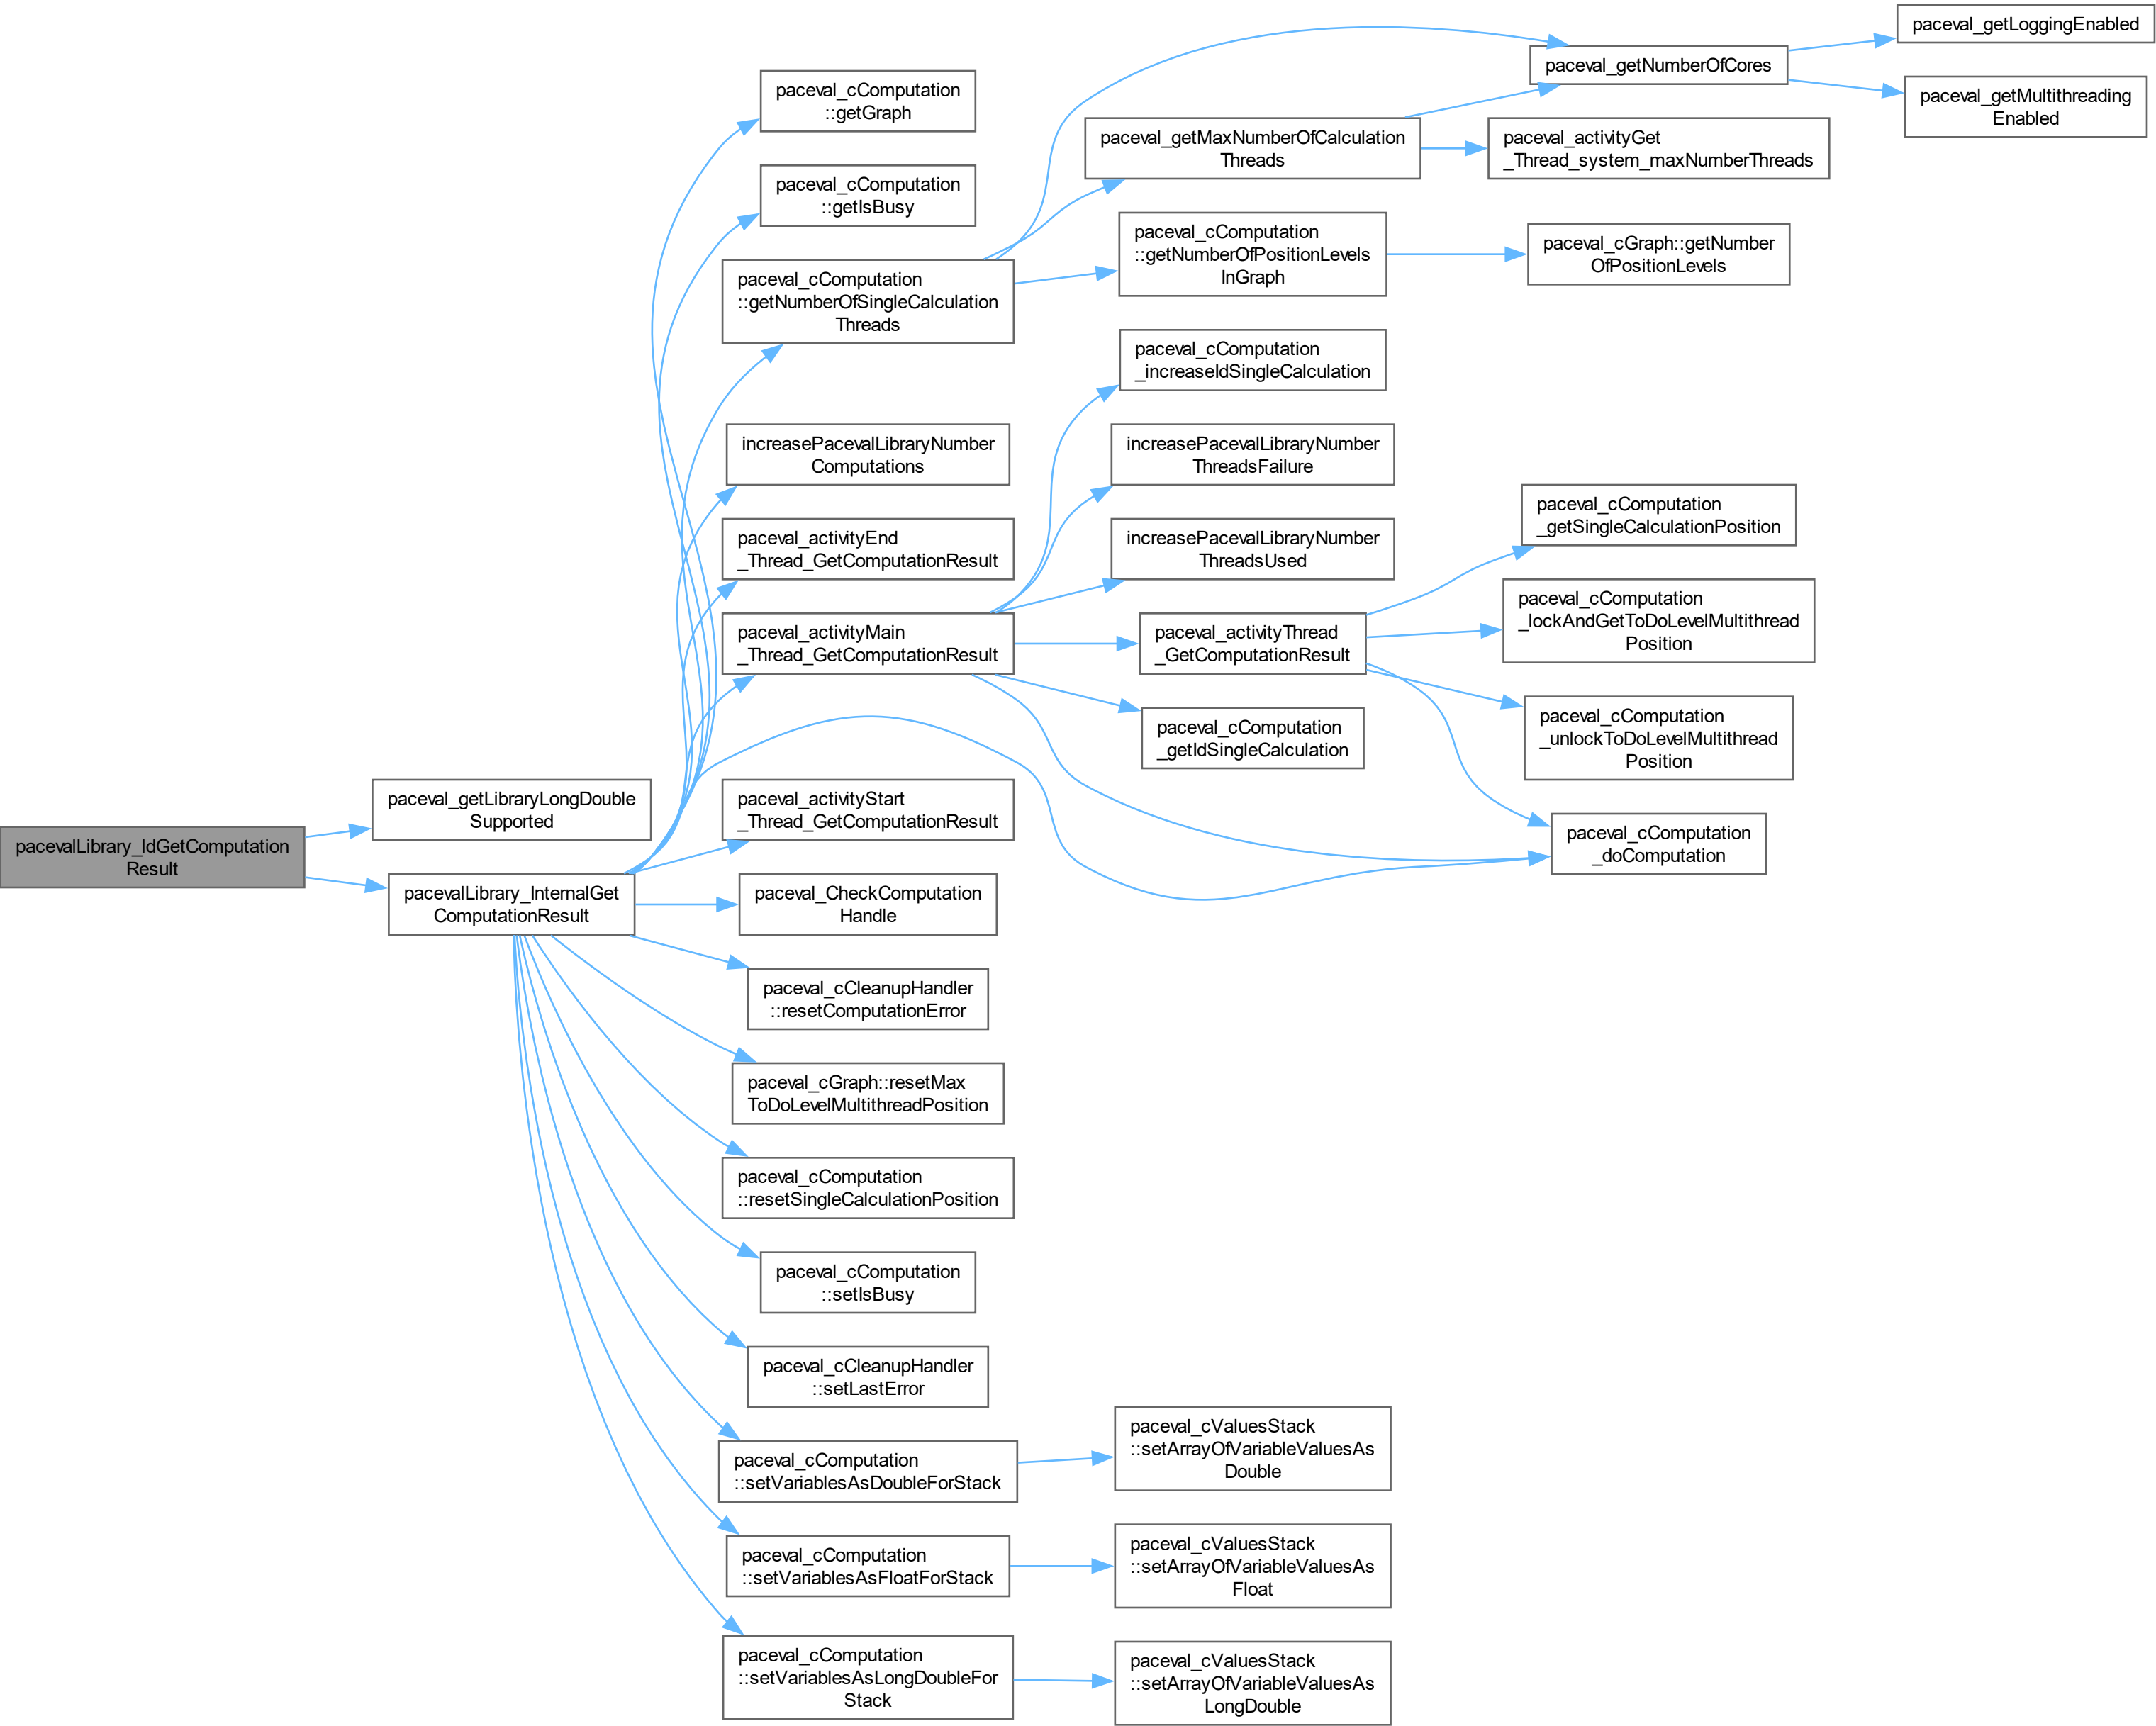 pacevalLibrary_ldGetComputation
Result
paceval_getLibraryLongDouble
Supported
pacevalLibrary_InternalGet
ComputationResult
paceval_cComputation
::getGraph
paceval_cComputation
::getIsBusy
paceval_cComputation
::getNumberOfSingleCalculation
Threads
increasePacevalLibraryNumber
Computations
paceval_activityEnd
_Thread_GetComputationResult
paceval_activityMain
_Thread_GetComputationResult
paceval_activityStart
_Thread_GetComputationResult
paceval_CheckComputation
Handle
paceval_cCleanupHandler
::resetComputationError
paceval_cGraph::resetMax
ToDoLevelMultithreadPosition
paceval_cComputation
::resetSingleCalculationPosition
paceval_cComputation
::setIsBusy
paceval_cCleanupHandler
::setLastError
paceval_cComputation
::setVariablesAsDoubleForStack
paceval_cComputation
::setVariablesAsFloatForStack
paceval_cComputation
::setVariablesAsLongDoubleFor
Stack
paceval_getMaxNumberOfCalculation
Threads
paceval_cComputation
::getNumberOfPositionLevels
InGraph
paceval_cComputation
_increaseIdSingleCalculation
increasePacevalLibraryNumber
ThreadsFailure
increasePacevalLibraryNumber
ThreadsUsed
paceval_activityThread
_GetComputationResult
paceval_cComputation
_getIdSingleCalculation
paceval_cValuesStack
::setArrayOfVariableValuesAs
Double
paceval_cValuesStack
::setArrayOfVariableValuesAs
Float
paceval_cValuesStack
::setArrayOfVariableValuesAs
LongDouble
paceval_getNumberOfCores
paceval_activityGet
_Thread_system_maxNumberThreads
paceval_cGraph::getNumber
OfPositionLevels
paceval_cComputation
_getSingleCalculationPosition
paceval_cComputation
_lockAndGetToDoLevelMultithread
Position
paceval_cComputation
_unlockToDoLevelMultithread
Position
paceval_cComputation
_doComputation
paceval_getLoggingEnabled
paceval_getMultithreading
Enabled